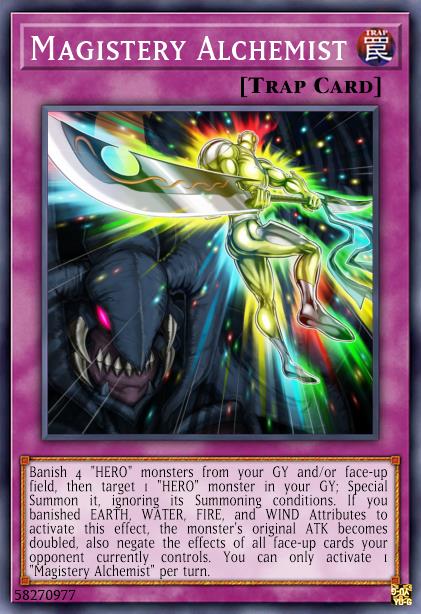 MAGISTERY ALCHEMIST
TRAP
罠
[TRAP CARD]
Banish 4 "HERO" monsters from your GY and/or face-up
field, then target 1 "HERO" monster in your GY; Special
Summon it, ignoring its Summoning conditions. If you
banished EARTH, WATER, FIRE, and WIND Attributes to
activate this effect, the monster's original ATK becomes
doubled, also negate the effects of all face-up cards your
opponent currently controls. You can only activate 1
"Magistery Alchemist" per turn.
58270977